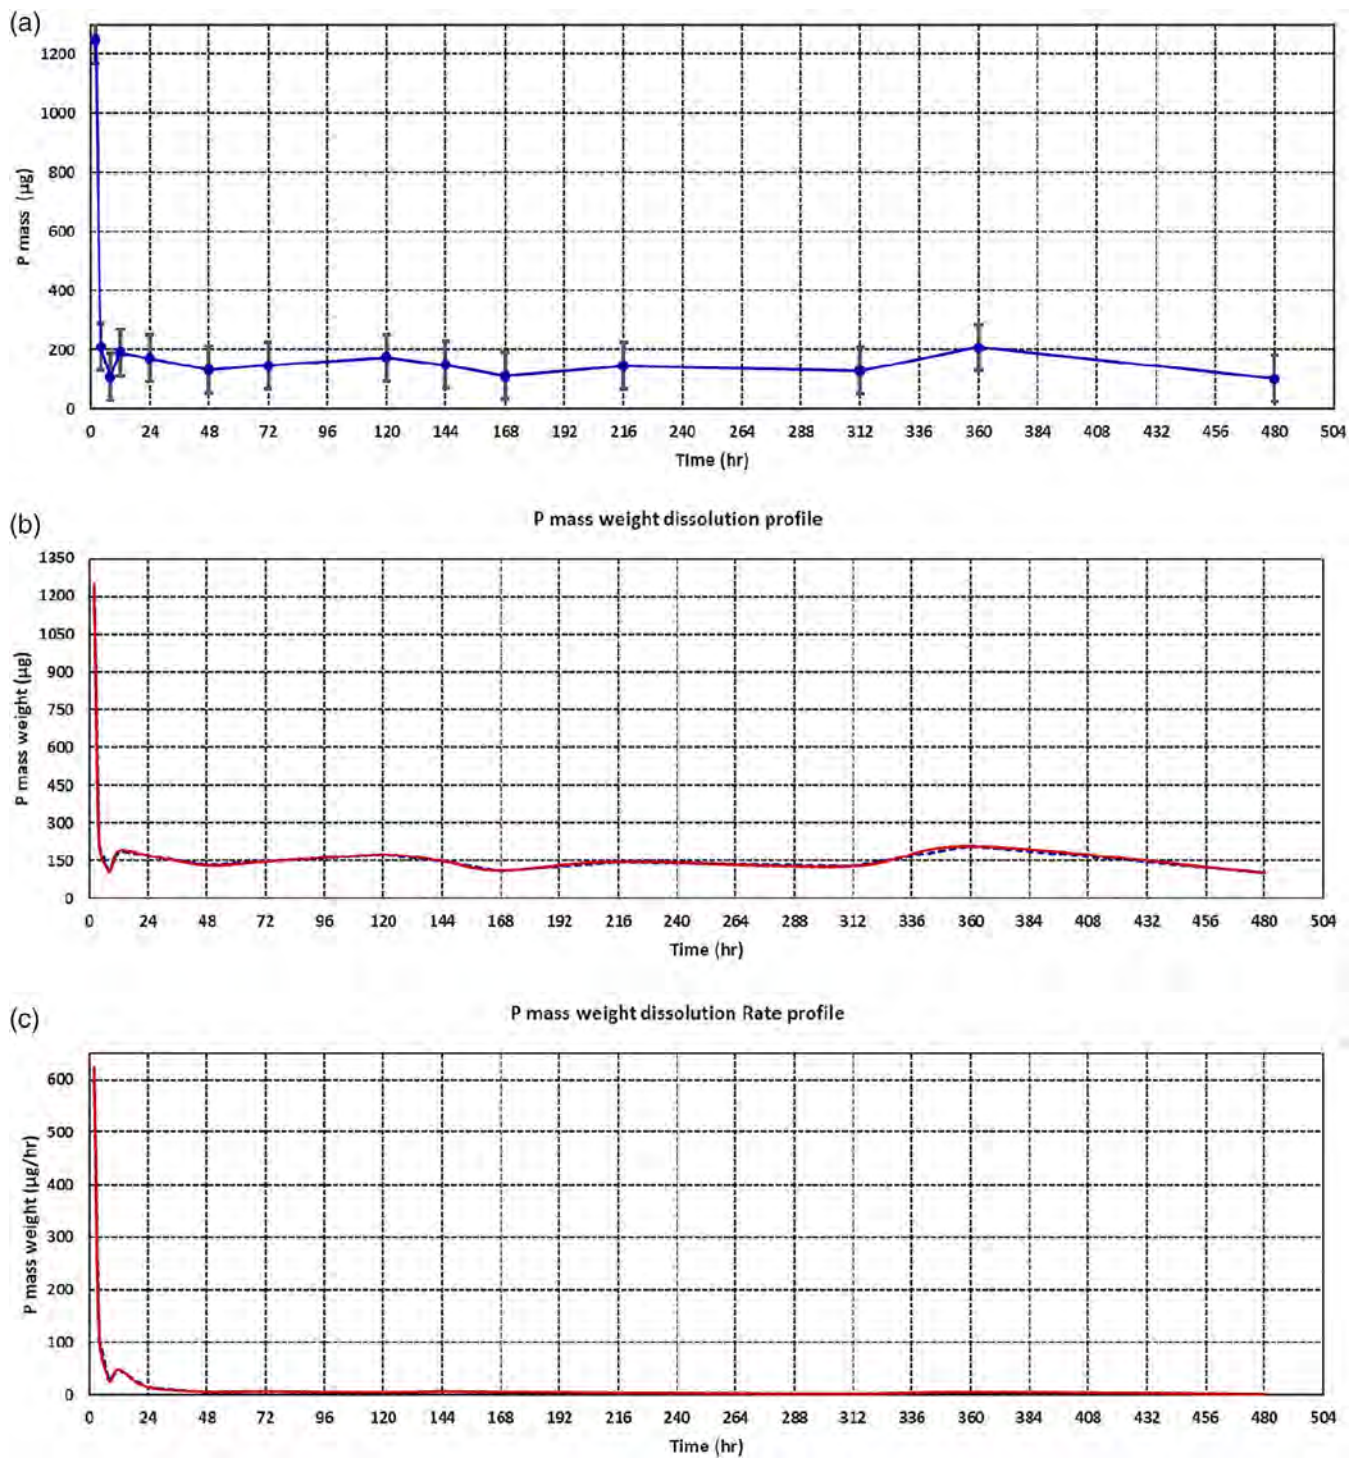 (a)
1200
1000
800
600
400
200
0
P mass (µg)
0 24 48 72 96 120 144 168 192 216 240 264 288 312 336 360 384 408 432 456 480 504
Time (hr)
(b)
P mass weight dissolution profile
1350
1200
1050
900
750
600
450
300
150
0
P mass weight (µg)
0 24 48 72 96 120 144 168 192 216 240 264 288 312 336 360 384 408 432 456 480 504
Time (hr)
(c)
P mass weight dissolution Rate profile
600
500
400
300
200
100
0
P mass weight (µg/hr)
0 24 48 72 96 120 144 168 192 216 240 264 288 312 336 360 384 408 432 456 480 504
Time (hr)